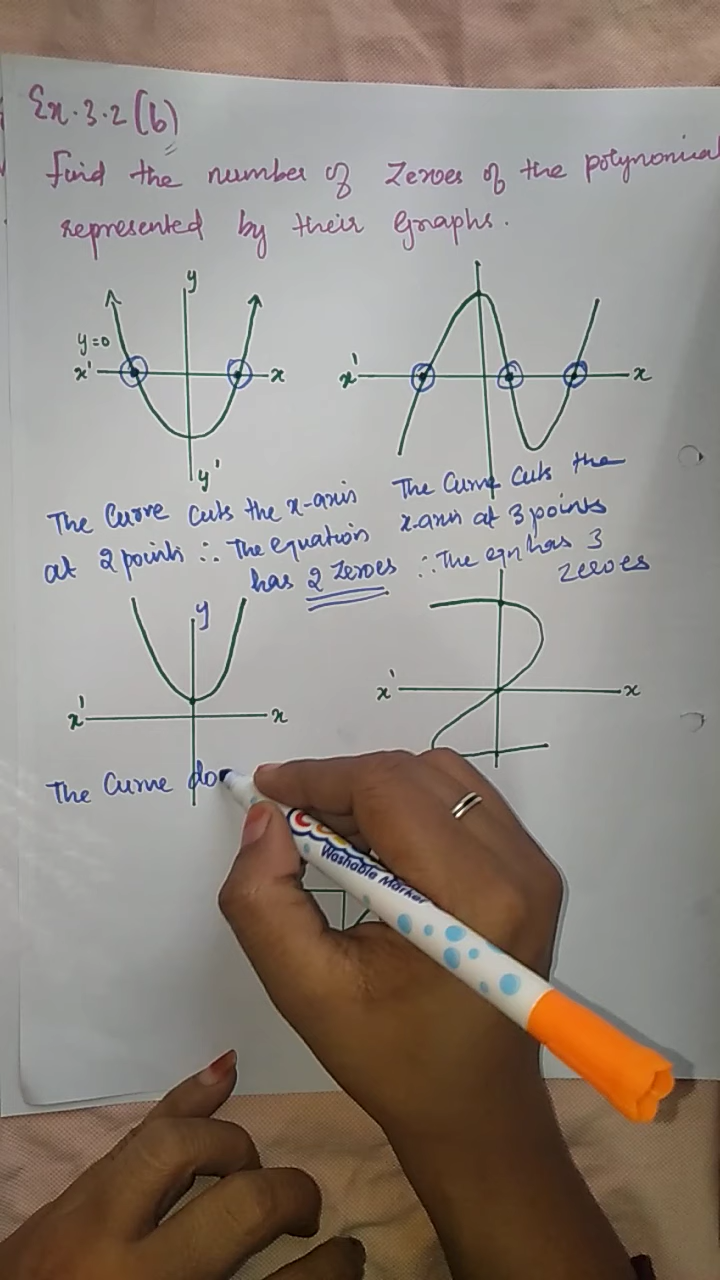 Ex.3.2(b)
Find the number of Zeroes of the polynomial
represented by their Graphs.
y
y=0
x'
x
y'
x'
x
The Curve cuts the x-axis
at 2 points ∴ The equation
has 2 Zeroes
The Curve cuts the
x-axis at 3 points
∴ The eqn has 3
zeroes
y
x'
x
x'
x
The Curve do
Washable Marker